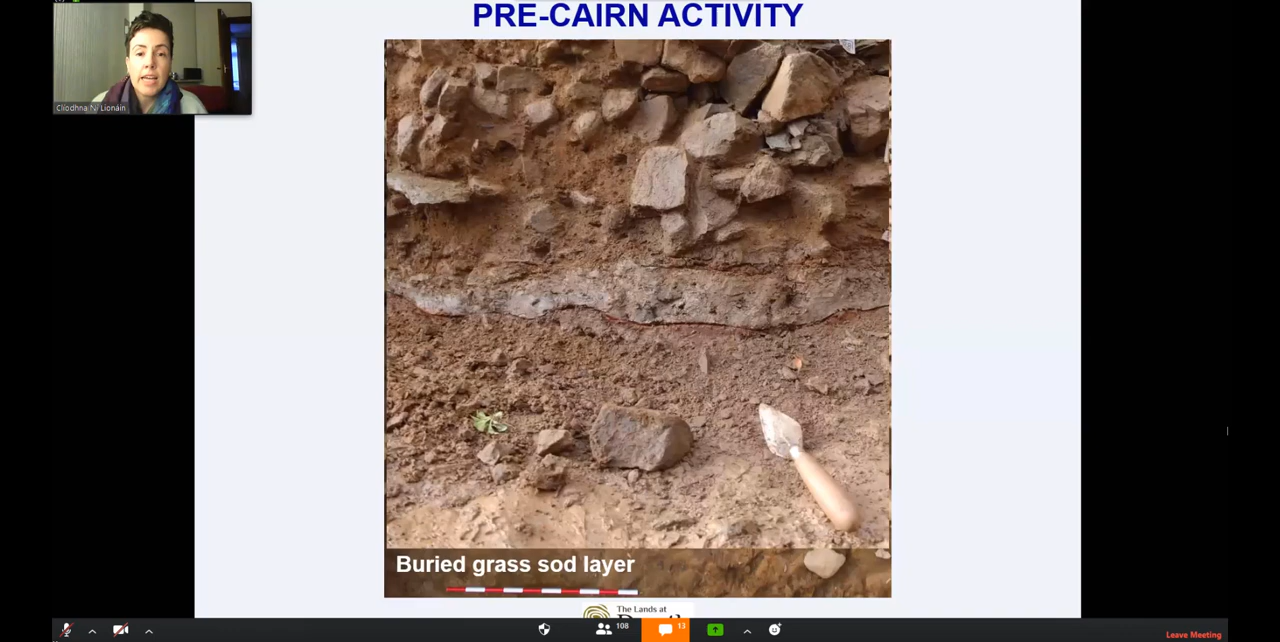 PRE-CAIRN ACTIVITY
Clíodhna Ní Lionáin
Buried grass sod layer
The Lands at
108
13
Leave Meeting